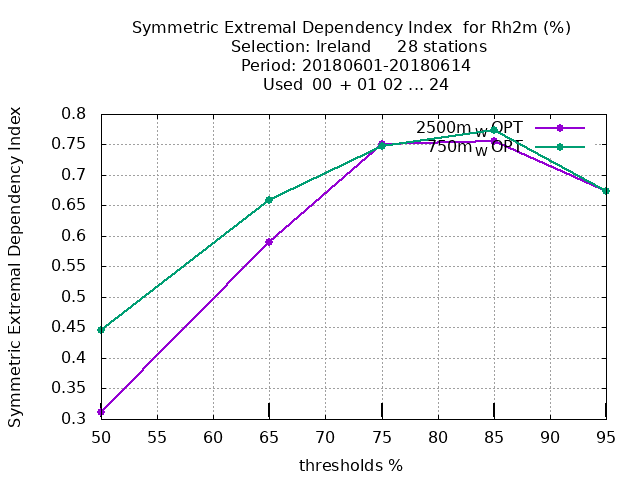 Symmetric Extremal Dependency Index for Rh2m (%)
Selection: Ireland 28 stations
Period: 20180601-20180614
Used 00 + 01 02 ... 24
Symmetric Extremal Dependency Index
0.8
0.75
0.7
0.65
0.6
0.55
0.5
0.45
0.4
0.35
0.3
2500m_W OPT
750m_W OPT
50 55 60 65 70 75 80 85 90 95
thresholds %